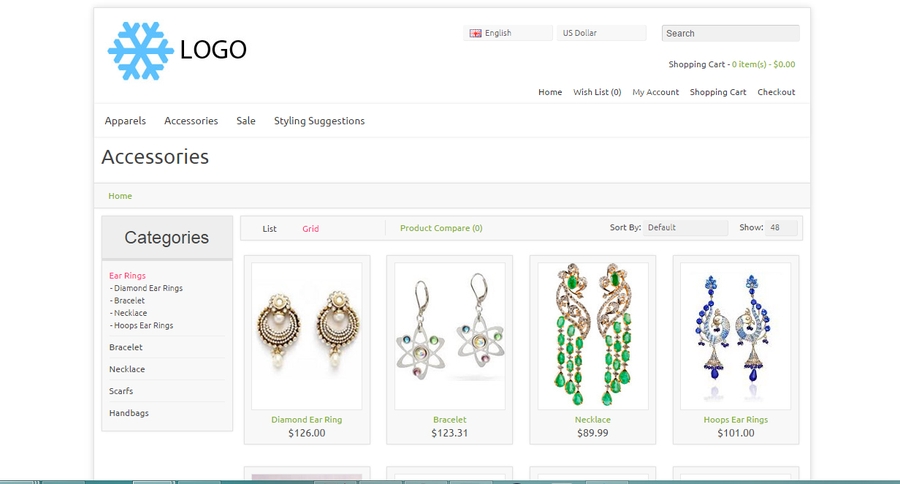 LOGO
English
US Dollar
Search
Shopping Cart - 0 item(s) - $0.00
Home Wish List (0) My Account Shopping Cart Checkout
Apparels Accessories Sale Styling Suggestions
Accessories
Home
Categories
Ear Rings
- Diamond Ear Rings
- Bracelet
- Necklace
- Hoops Ear Rings
Bracelet
Necklace
Scarfs
Handbags
List Grid Product Compare (0) Sort By: Default Show: 48
Diamond Ear Ring
$126.00
Bracelet
$123.31
Necklace
$89.99
Hoops Ear Rings
$101.00